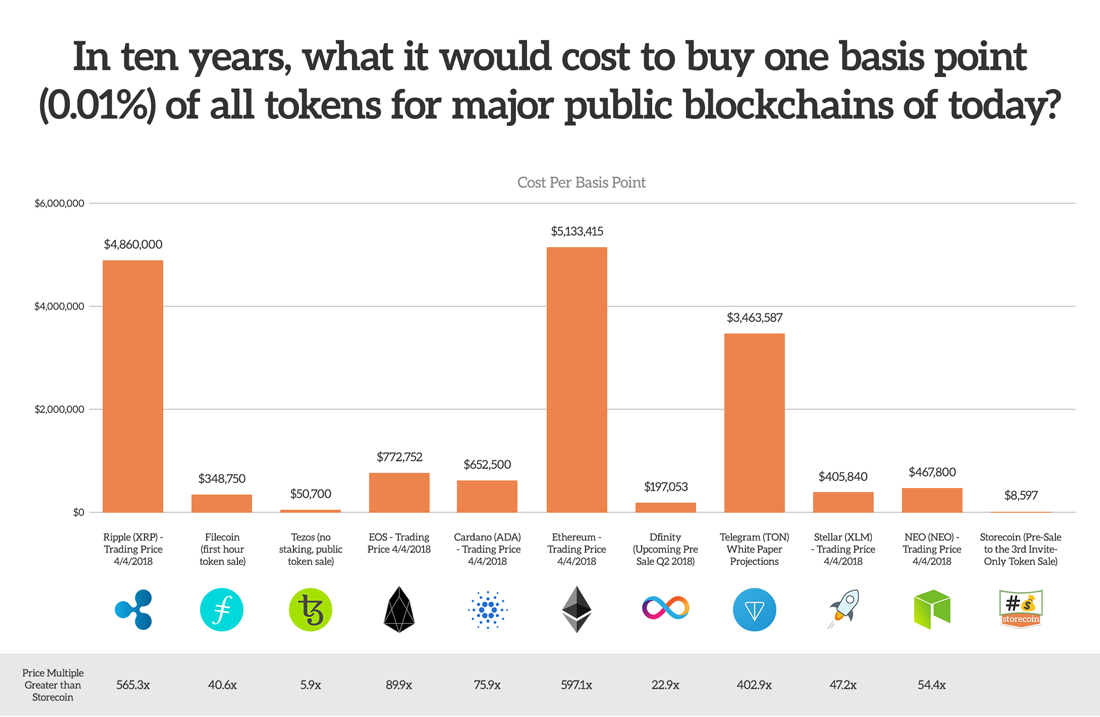 In ten years, what it would cost to buy one basis point
(0.01%) of all tokens for major public blockchains of today?
Cost Per Basis Point
$6,000,000
$4,000,000
$2,000,000
$0
$4,860,000
$348,750
$50,700
$772,752
$652,500
$5,133,415
$197,053
$3,463,587
$405,840
$467,800
$8,597
Ripple (XRP) -
Trading Price
4/4/2018
Filecoin
(first hour
token sale)
Tezos (no
staking, public
token sale)
EOS - Trading
Price 4/4/2018
Cardano (ADA)
- Trading Price
4/4/2018
Ethereum -
Trading Price
4/4/2018
Dfinity
(Upcoming Pre
Sale Q2 2018)
Telegram (TON)
White Paper
Projections
Stellar (XLM)
- Trading Price
4/4/2018
NEO (NEO) -
Trading Price
4/4/2018
Storecoin (Pre-Sale
to the 3rd Invite-
Only Token Sale)
#
storecoin
Price Multiple
Greater than
Storecoin
565.3x
40.6x
5.9x
89.9x
75.9x
597.1x
22.9x
402.9x
47.2x
54.4x